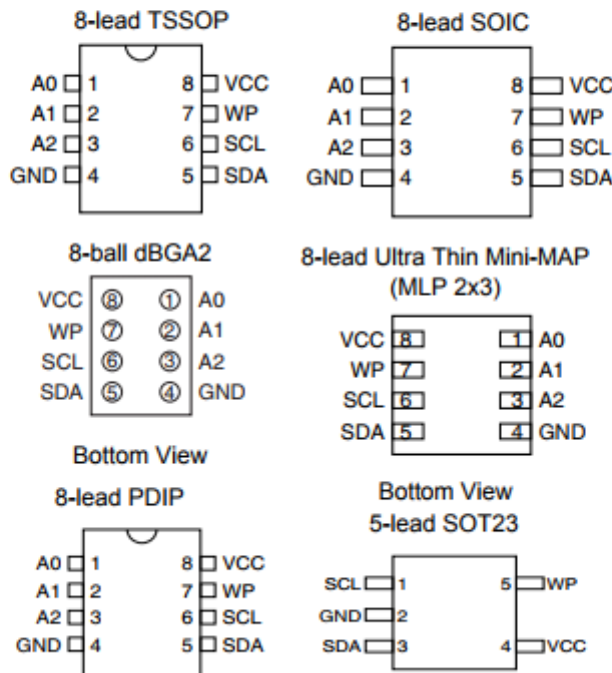 8-lead TSSOP
A0 1 8 VCC
A1 2 7 WP
A2 3 6 SCL
GND 4 5 SDA
8-lead SOIC
A0 1 8 VCC
A1 2 7 WP
A2 3 6 SCL
GND 4 5 SDA
8-ball dBGA2
VCC 8 1 A0
WP 7 2 A1
SCL 6 3 A2
SDA 5 4 GND
Bottom View
8-lead Ultra Thin Mini-MAP
(MLP 2x3)
VCC 8 1 A0
WP 7 2 A1
SCL 6 3 A2
SDA 5 4 GND
Bottom View
8-lead PDIP
A0 1 8 VCC
A1 2 7 WP
A2 3 6 SCL
GND 4 5 SDA
5-lead SOT23
SCL 1 5 WP
GND 2
SDA 3 4 VCC